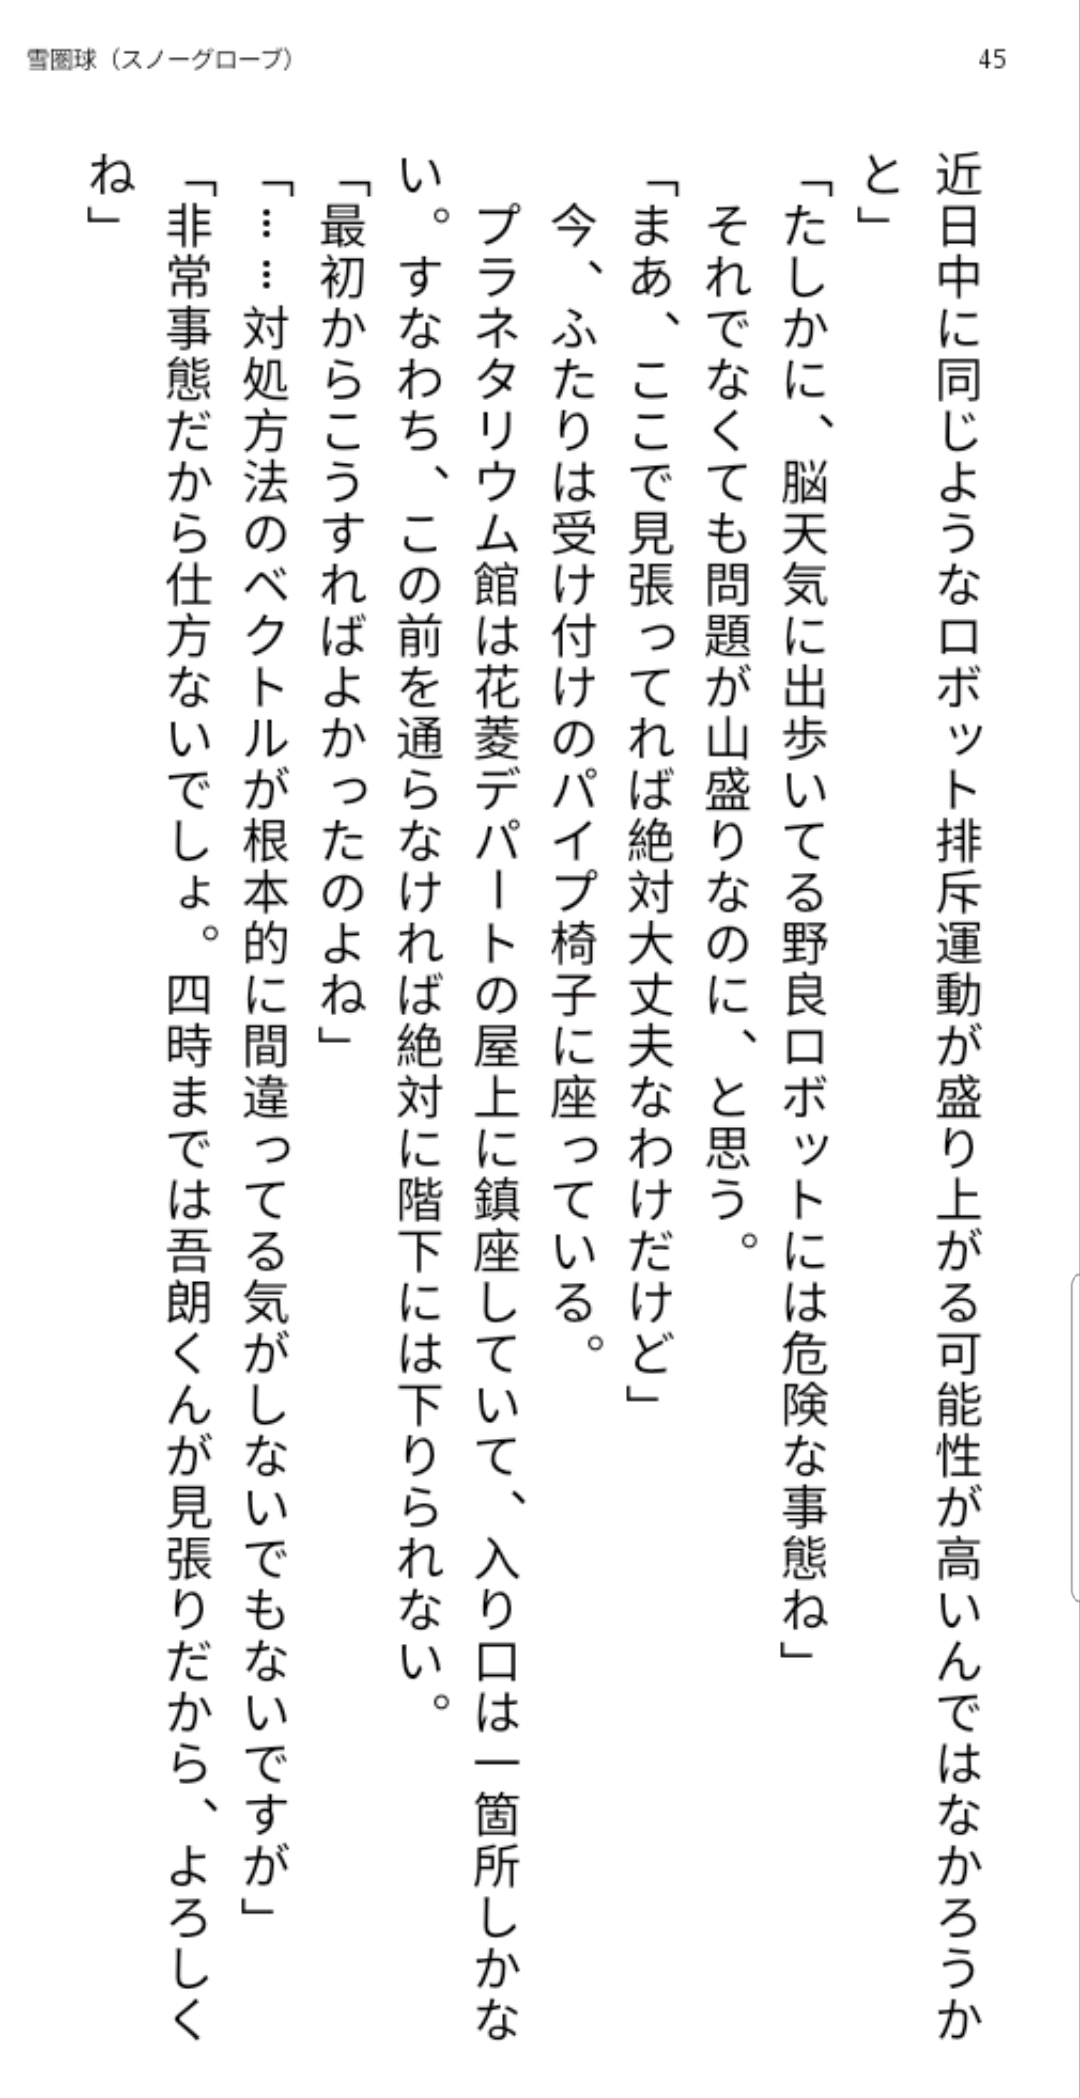 雪圏球（スノーグローブ）
45
近日中に同じようなロボット排斥運動が盛り上がる可能性が高いんではなかろうか
と」
「たしかに、脳天気に出歩いてる野良ロボットには危険な事態ね」
　それでなくても問題が山盛りなのに、と思う。
「まあ、ここで見張ってれば絶対大丈夫なわけだけど」
　今、ふたりは受け付けのパイプ椅子に座っている。
　プラネタリウム館は花菱デパートの屋上に鎮座していて、入り口は一箇所しかな
い。すなわち、この前を通らなければ絶対に階下には下りられない。
「最初からこうすればよかったのよね」
「……対処方法のベクトルが根本的に間違ってる気がしないでもないですが」
「非常事態だから仕方ないでしょ。四時までは吾朗くんが見張りだから、よろしく
ね」